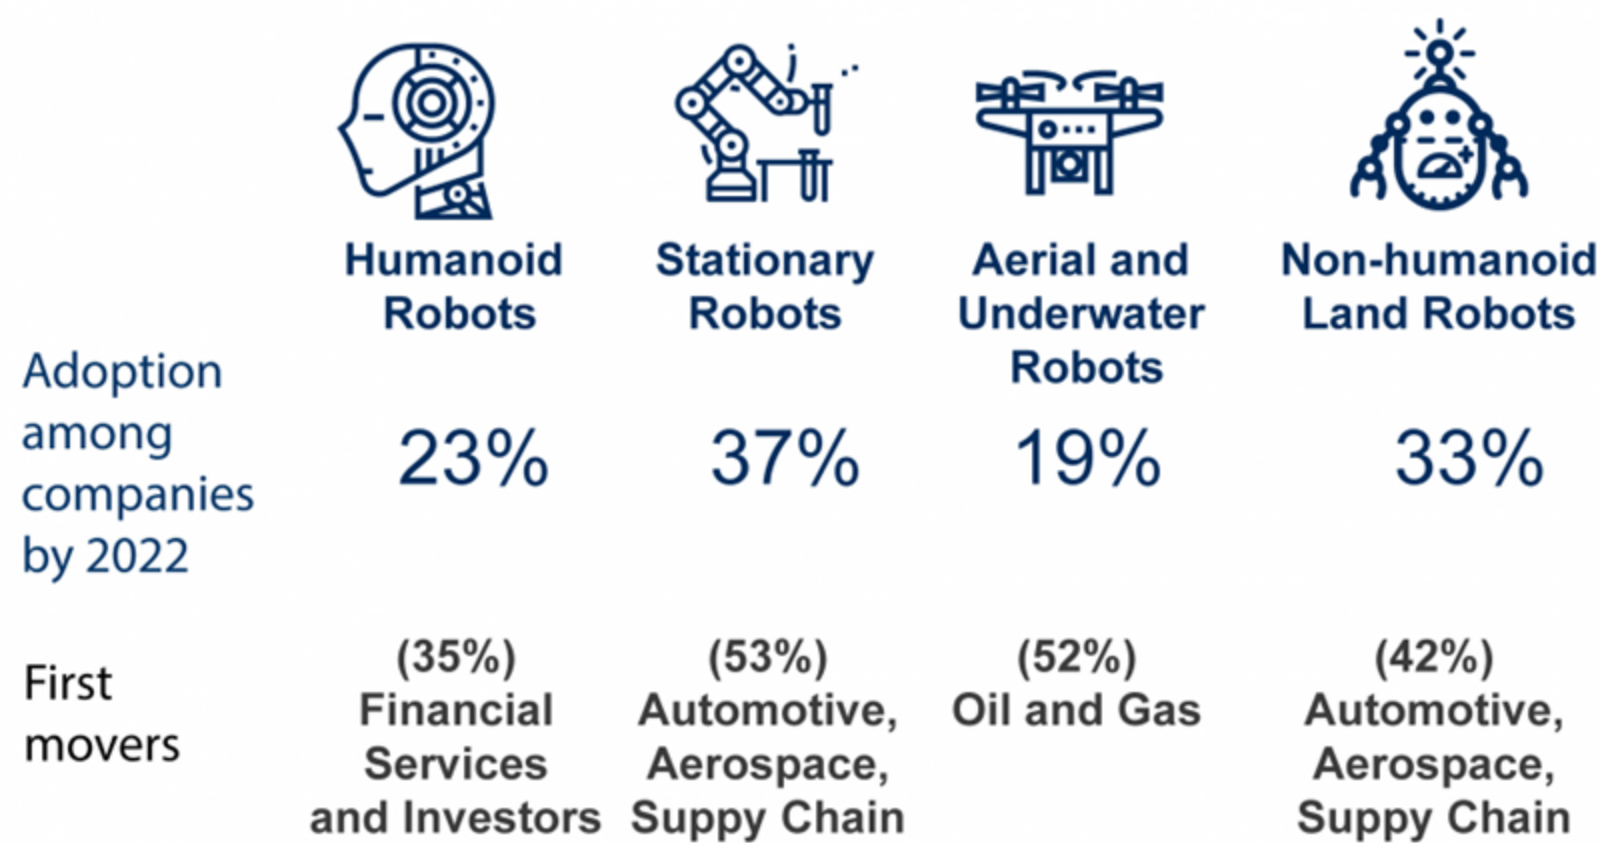 Humanoid
Robots
Stationary
Robots
Aerial and
Underwater
Robots
Non-humanoid
Land Robots
Adoption
among
companies
by 2022
23%
37%
19%
33%
First
movers
(35%)
Financial
Services
and Investors
(53%)
Automotive,
Aerospace,
Suppy Chain
(52%)
Oil and Gas
(42%)
Automotive,
Aerospace,
Suppy Chain